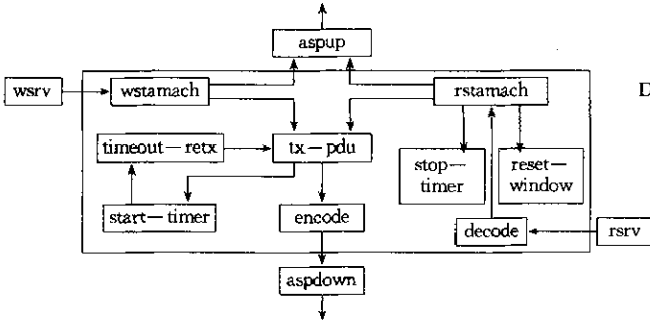 aspup
wsrv
wstamach
rstamach
D
timeout—retx
tx—pdu
stop—
timer
reset—
window
start—timer
encode
decode
rsrv
aspdown